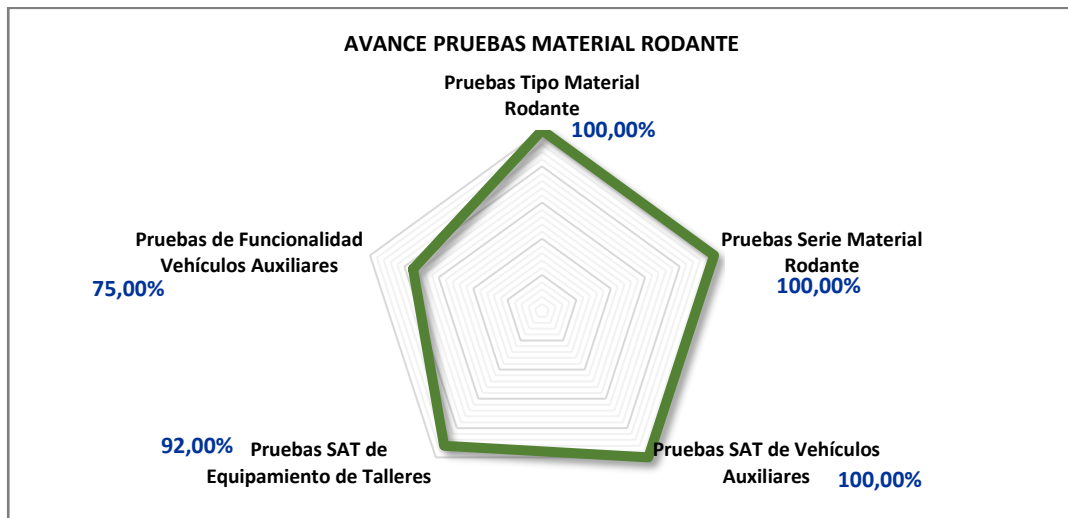 AVANCE PRUEBAS MATERIAL RODANTE
Pruebas Tipo Material
Rodante
100,00%
Pruebas Serie Material
Rodante
100,00%
Pruebas SAT de Vehículos
Auxiliares
100,00%
Pruebas SAT de
Equipamiento de Talleres
92,00%
Pruebas de Funcionalidad
Vehículos Auxiliares
75,00%